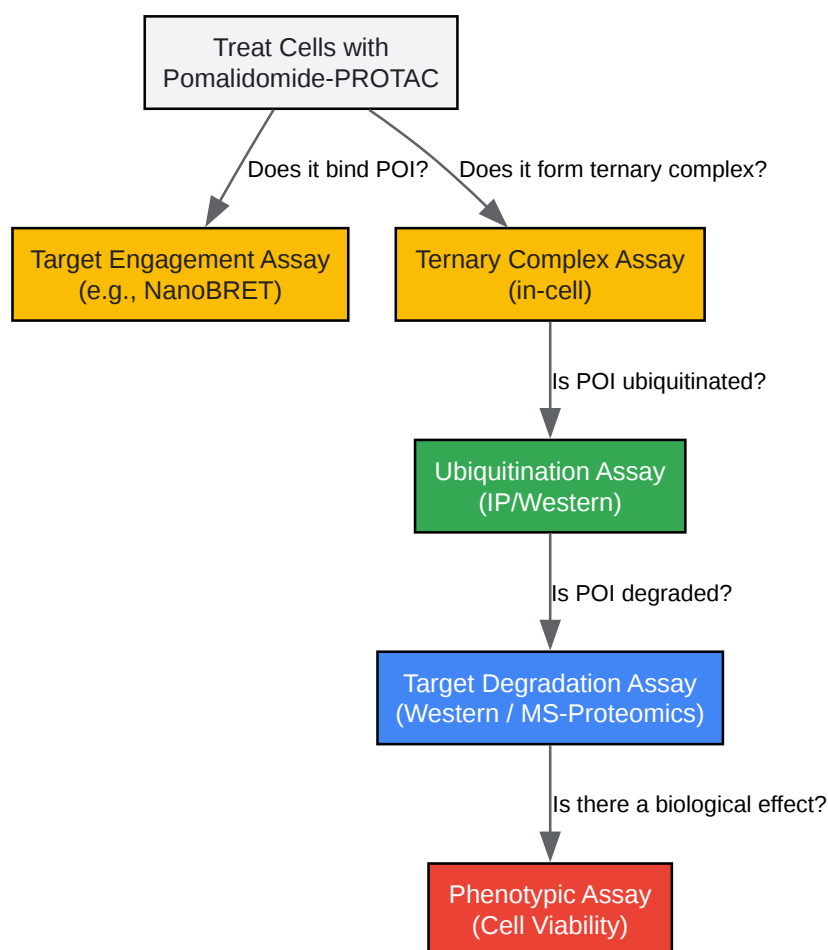 Treat Cells with
Pomalidomide-PROTAC
Does it bind POI?
Does it form ternary complex?
Target Engagement Assay
(e.g., NanoBRET)
Ternary Complex Assay
(in-cell)
Is POI ubiquitinated?
Ubiquitination Assay
(IP/Western)
Is POI degraded?
Target Degradation Assay
(Western / MS-Proteomics)
Is there a biological effect?
Phenotypic Assay
(Cell Viability)